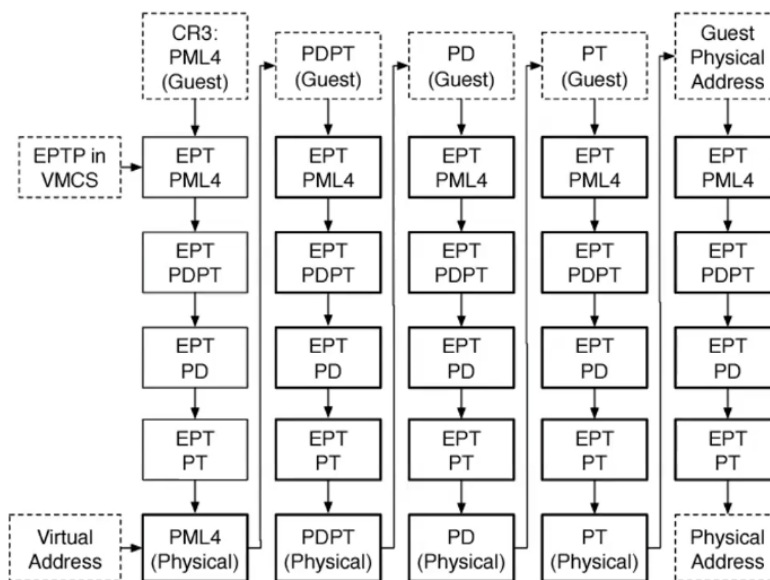 CR3:
PML4
(Guest)
PDPT
(Guest)
PD
(Guest)
PT
(Guest)
Guest
Physical
Address
EPTP in
VMCS
EPT
PML4
EPT
PML4
EPT
PML4
EPT
PML4
EPT
PML4
EPT
PDPT
EPT
PDPT
EPT
PDPT
EPT
PDPT
EPT
PDPT
EPT
PD
EPT
PD
EPT
PD
EPT
PD
EPT
PD
EPT
PT
EPT
PT
EPT
PT
EPT
PT
EPT
PT
Virtual
Address
PML4
(Physical)
PDPT
(Physical)
PD
(Physical)
PT
(Physical)
Physical
Address